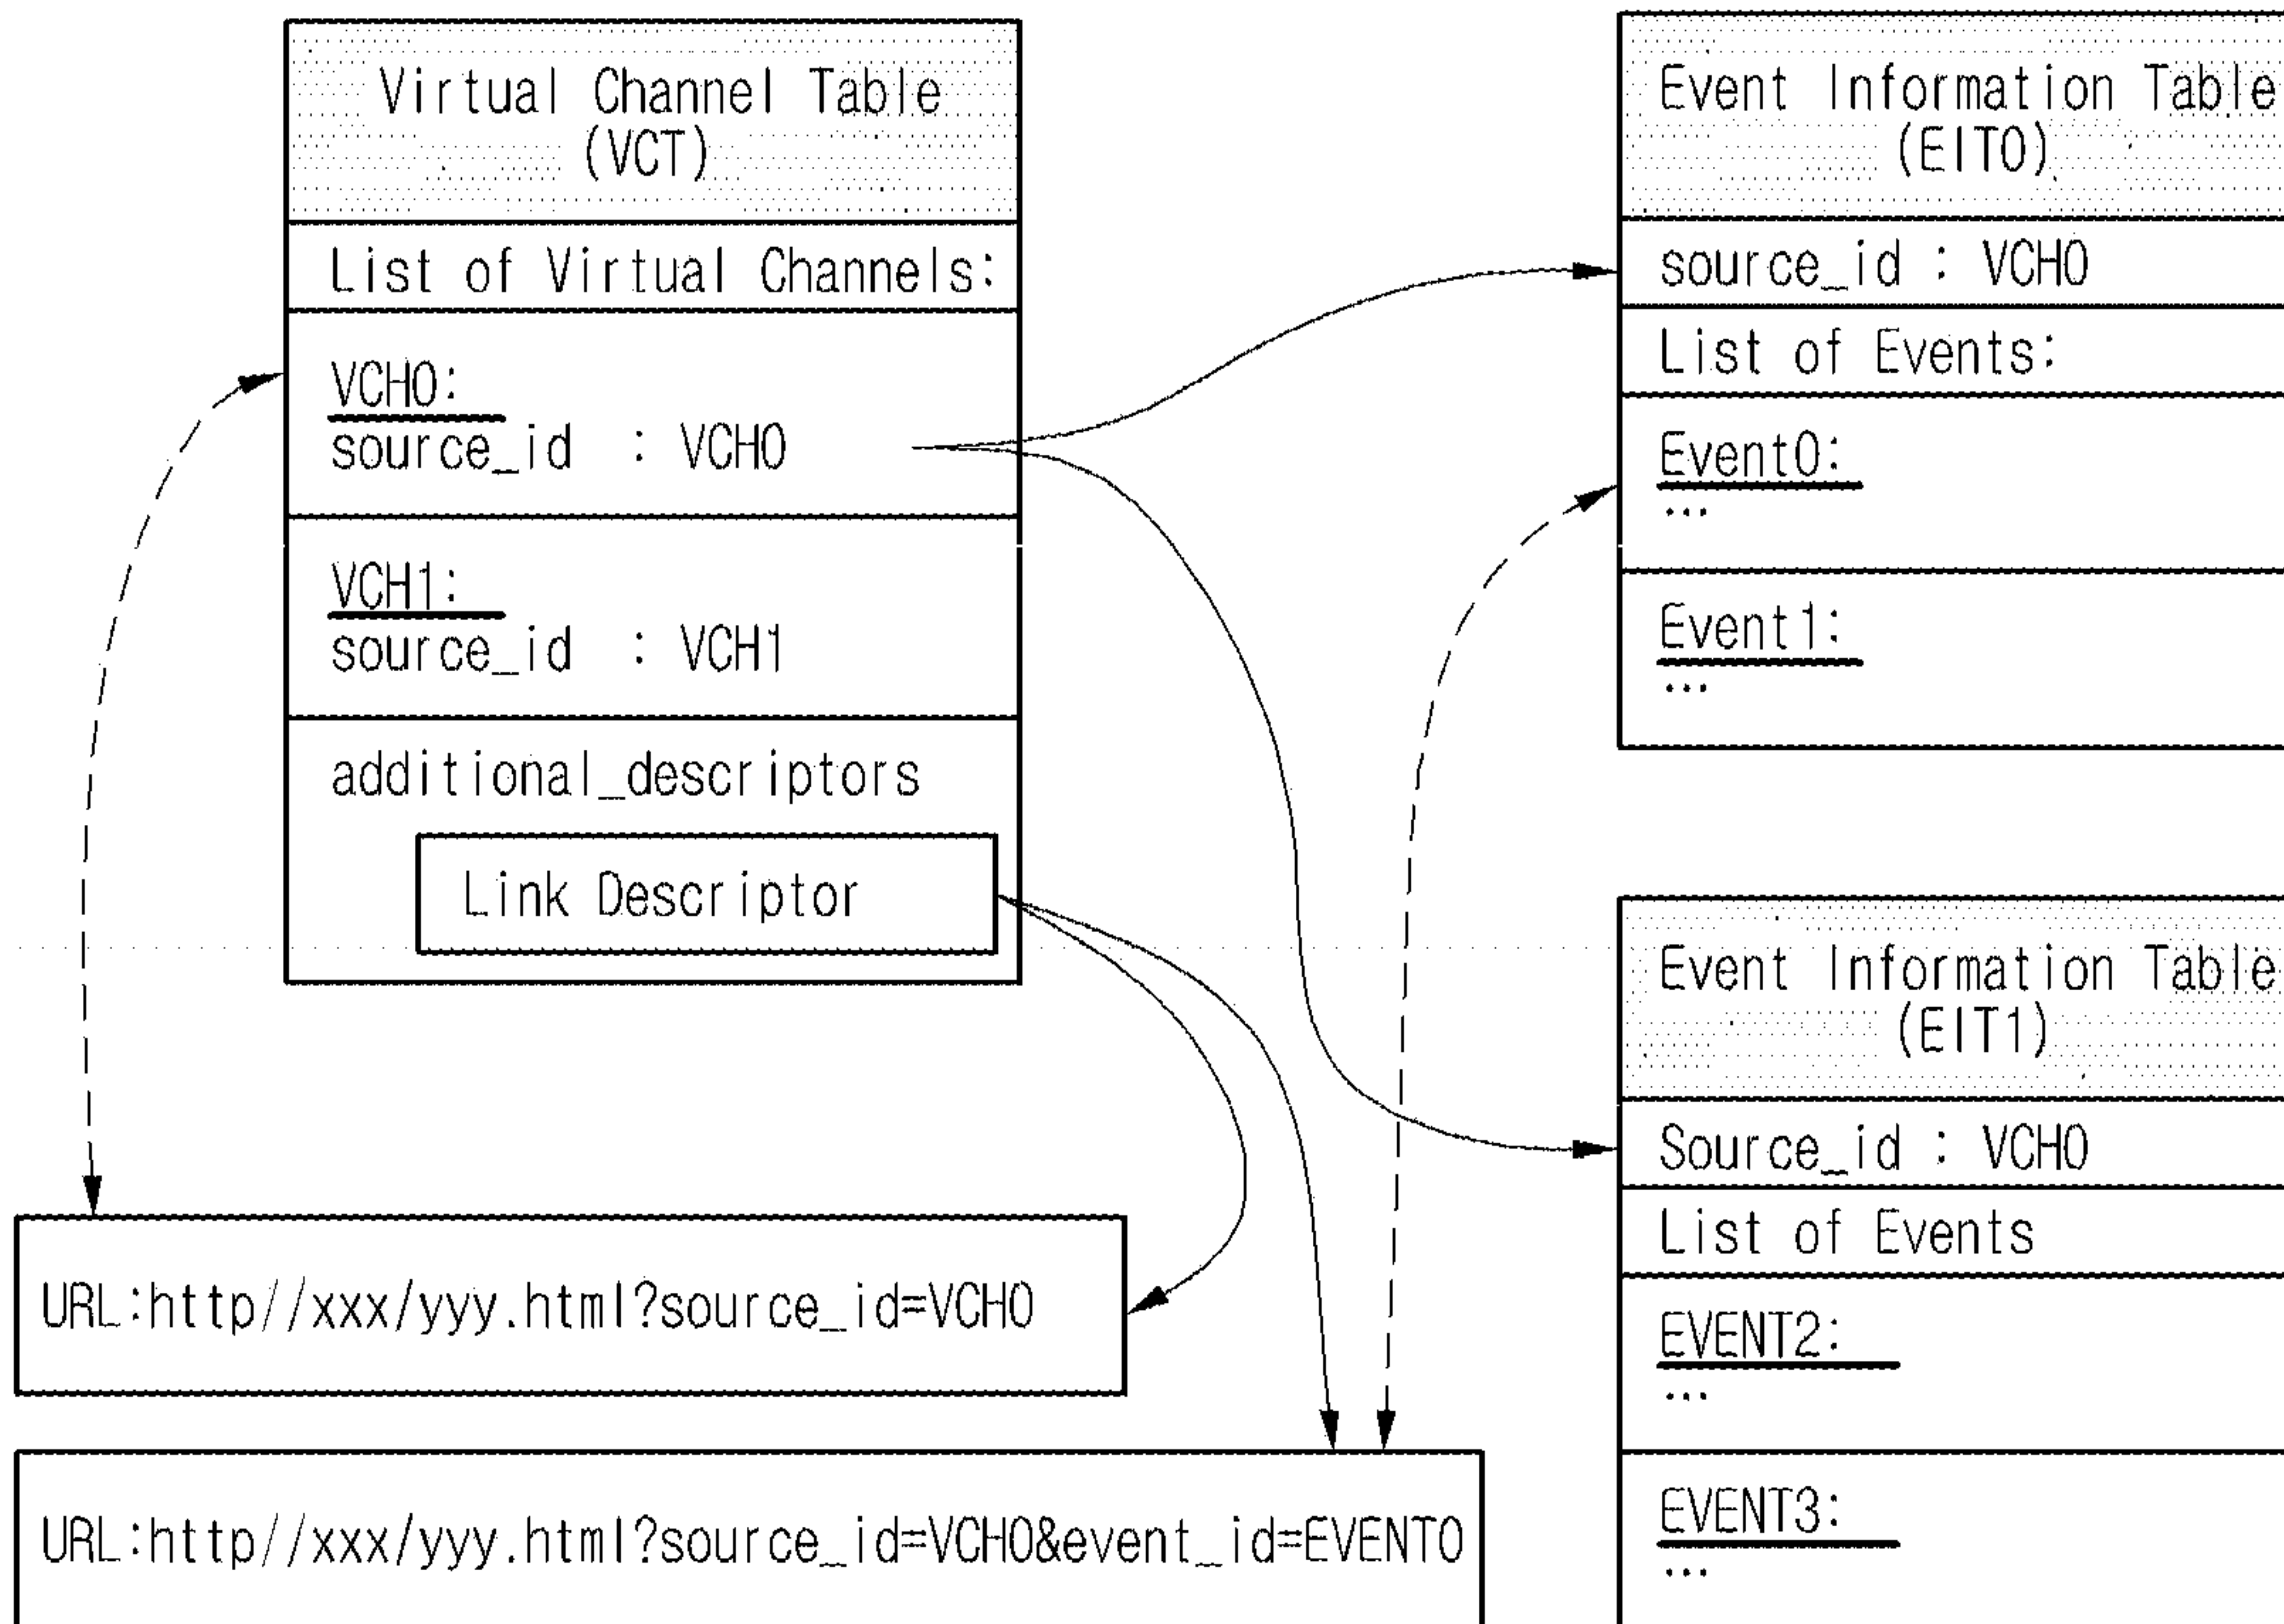 Virtual Channel Table
(VCT)
List of Virtual Channels:
VCH0:
source_id : VCH0
VCH1:
source_id : VCH1
additional_descriptors
Link Descriptor
URL:http//xxx/yyy.html?source_id=VCH0
URL:http//xxx/yyy.html?source_id=VCH0&event_id=EVENT0
Event Information Table
(EIT0)
source_id : VCH0
List of Events:
Event0:
...
Event1:
...
Event Information Table
(EIT1)
Source_id : VCH0
List of Events
EVENT2:
...
EVENT3:
...